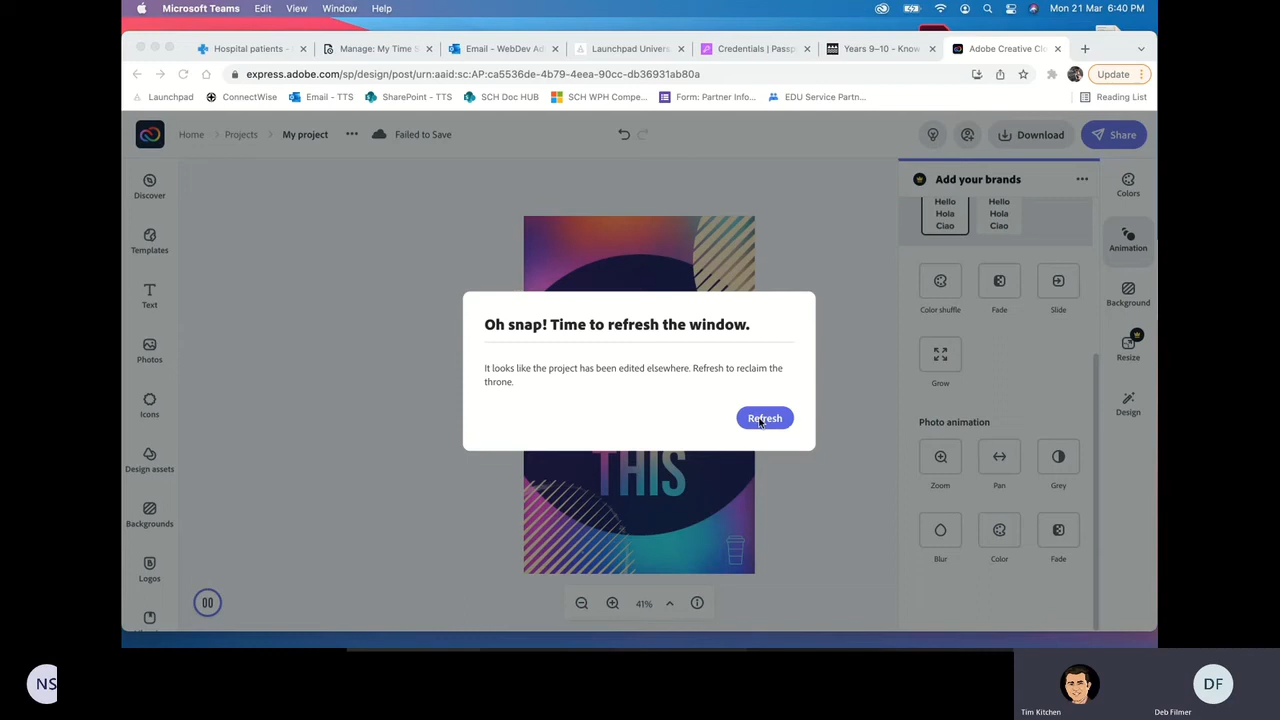 Microsoft Teams Edit View Window Help Mon 21 Mar 6:40 PM
Hospital patients - Manage: My Time S Email - WebDev Ad Launchpad Univers Credentials | Passp Years 9–10 - Know Adobe Creative Clo
express.adobe.com/sp/design/post/urn:aaid:sc:AP:ca5536de-4b79-4eea-90cc-db36931ab80a Update
Launchpad ConnectWise Email - TTS SharePoint - TTS SCH Doc HUB SCH WPH Compe... Form: Partner Info... EDU Service Partn... Reading List
Home Projects My project Failed to Save Download Share
Discover
Templates
Text
Photos
Icons
Design assets
Backgrounds
Logos
Oh snap! Time to refresh the window.
It looks like the project has been edited elsewhere. Refresh to reclaim the
throne.
Refresh
THIS
41%
Add your brands
Hello Hello
Hola Hola
Ciao Ciao
Color shuffle Fade Slide
Grow
Photo animation
Zoom Pan Grey
Blur Color Fade
Colors
Animation
Background
Resize
Design
NS
DF
Tim Kitchen Deb Filmer